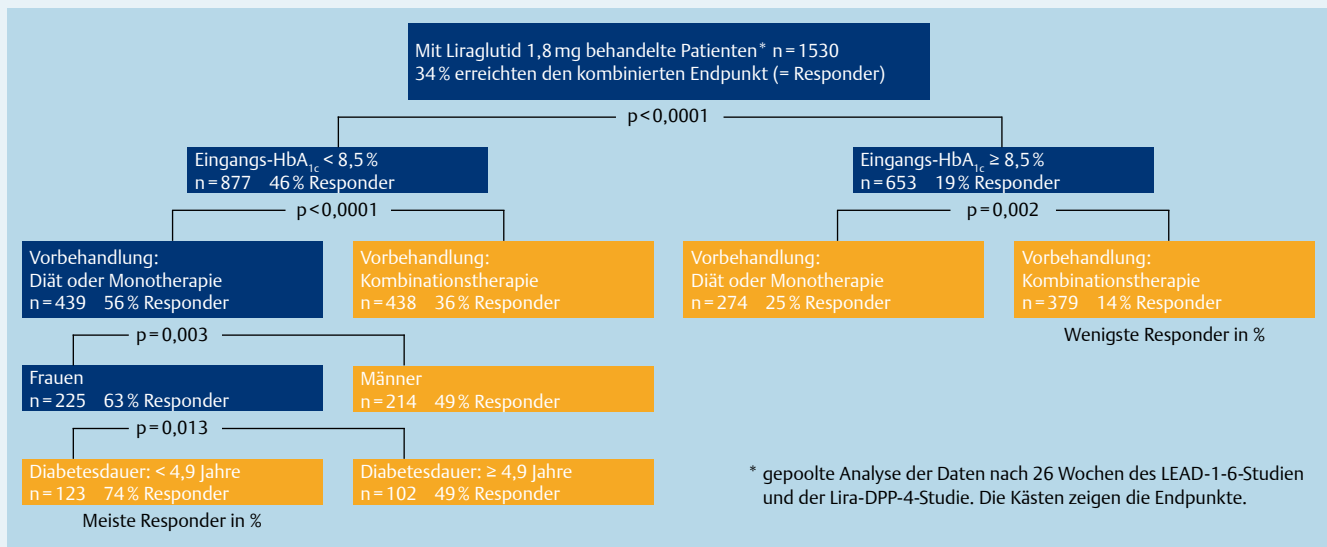 Mit Liraglutid 1,8 mg behandelte Patienten* n = 1530
34 % erreichten den kombinierten Endpunkt (= Responder)
p < 0,0001
Eingangs-HbA1c < 8,5 %
n = 877 46 % Responder
Eingangs-HbA1c ≥ 8,5 %
n = 653 19 % Responder
p < 0,0001
p = 0,002
Vorbehandlung:
Diät oder Monotherapie
n = 439 56 % Responder
Vorbehandlung:
Kombinationstherapie
n = 438 36 % Responder
Vorbehandlung:
Diät oder Monotherapie
n = 274 25 % Responder
Vorbehandlung:
Kombinationstherapie
n = 379 14 % Responder
p = 0,003
Wenigste Responder in %
Frauen
n = 225 63 % Responder
Männer
n = 214 49 % Responder
p = 0,013
Diabetesdauer: < 4,9 Jahre
n = 123 74 % Responder
Diabetesdauer: ≥ 4,9 Jahre
n = 102 49 % Responder
Meiste Responder in %
* gepoolte Analyse der Daten nach 26 Wochen des LEAD-1-6-Studien
und der Lira-DPP-4-Studie. Die Kästen zeigen die Endpunkte.